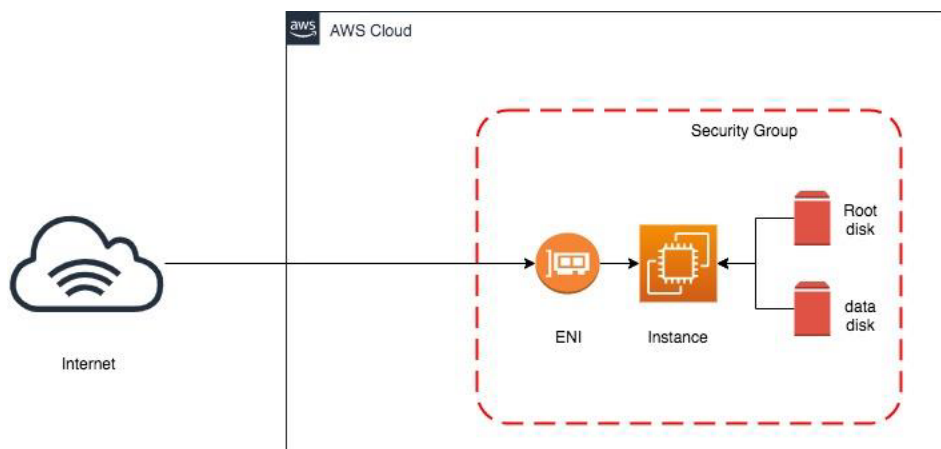 aws
AWS Cloud
Security Group
Root
disk
ENI
Instance
data
disk
Internet